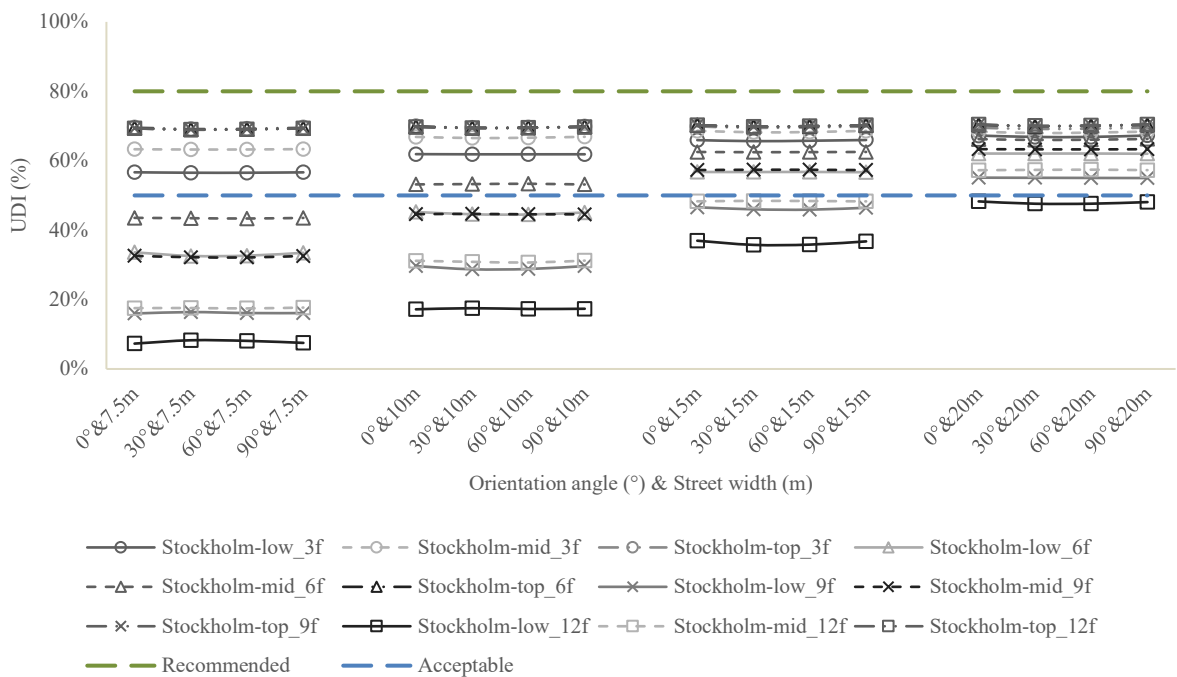 100%
80%
60%
40%
20%
0%
UDI (%)
0°&7.5m
30°&7.5m
60°&7.5m
90°&7.5m
0°&10m
30°&10m
60°&10m
90°&10m
0°&15m
30°&15m
60°&15m
90°&15m
0°&20m
30°&20m
60°&20m
90°&20m
Orientation angle (°) & Street width (m)
Stockholm-low_3f Stockholm-mid_3f Stockholm-top_3f Stockholm-low_6f
Stockholm-mid_6f Stockholm-top_6f Stockholm-low_9f Stockholm-mid_9f
Stockholm-top_9f Stockholm-low_12f Stockholm-mid_12f Stockholm-top_12f
Recommended Acceptable